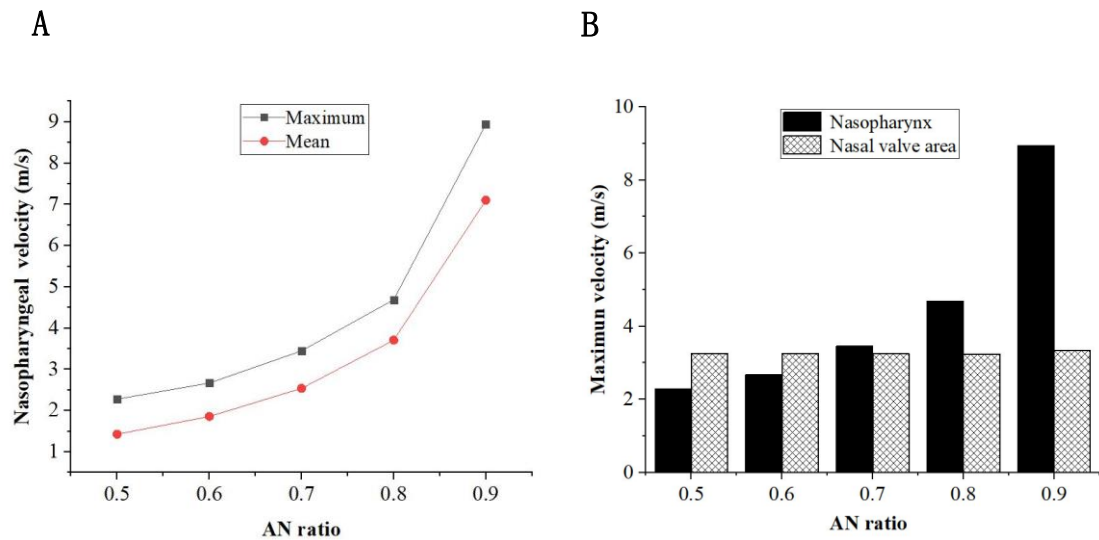 A
Nasopharyngeal velocity (m/s)
9
8
7
6
5
4
3
2
1
Maximum
Mean
0.5 0.6 0.7 0.8 0.9
AN ratio
B
Maximun velocity (m/s)
10
8
6
4
2
0
Nasopharynx
Nasal valve area
0.5 0.6 0.7 0.8 0.9
AN ratio